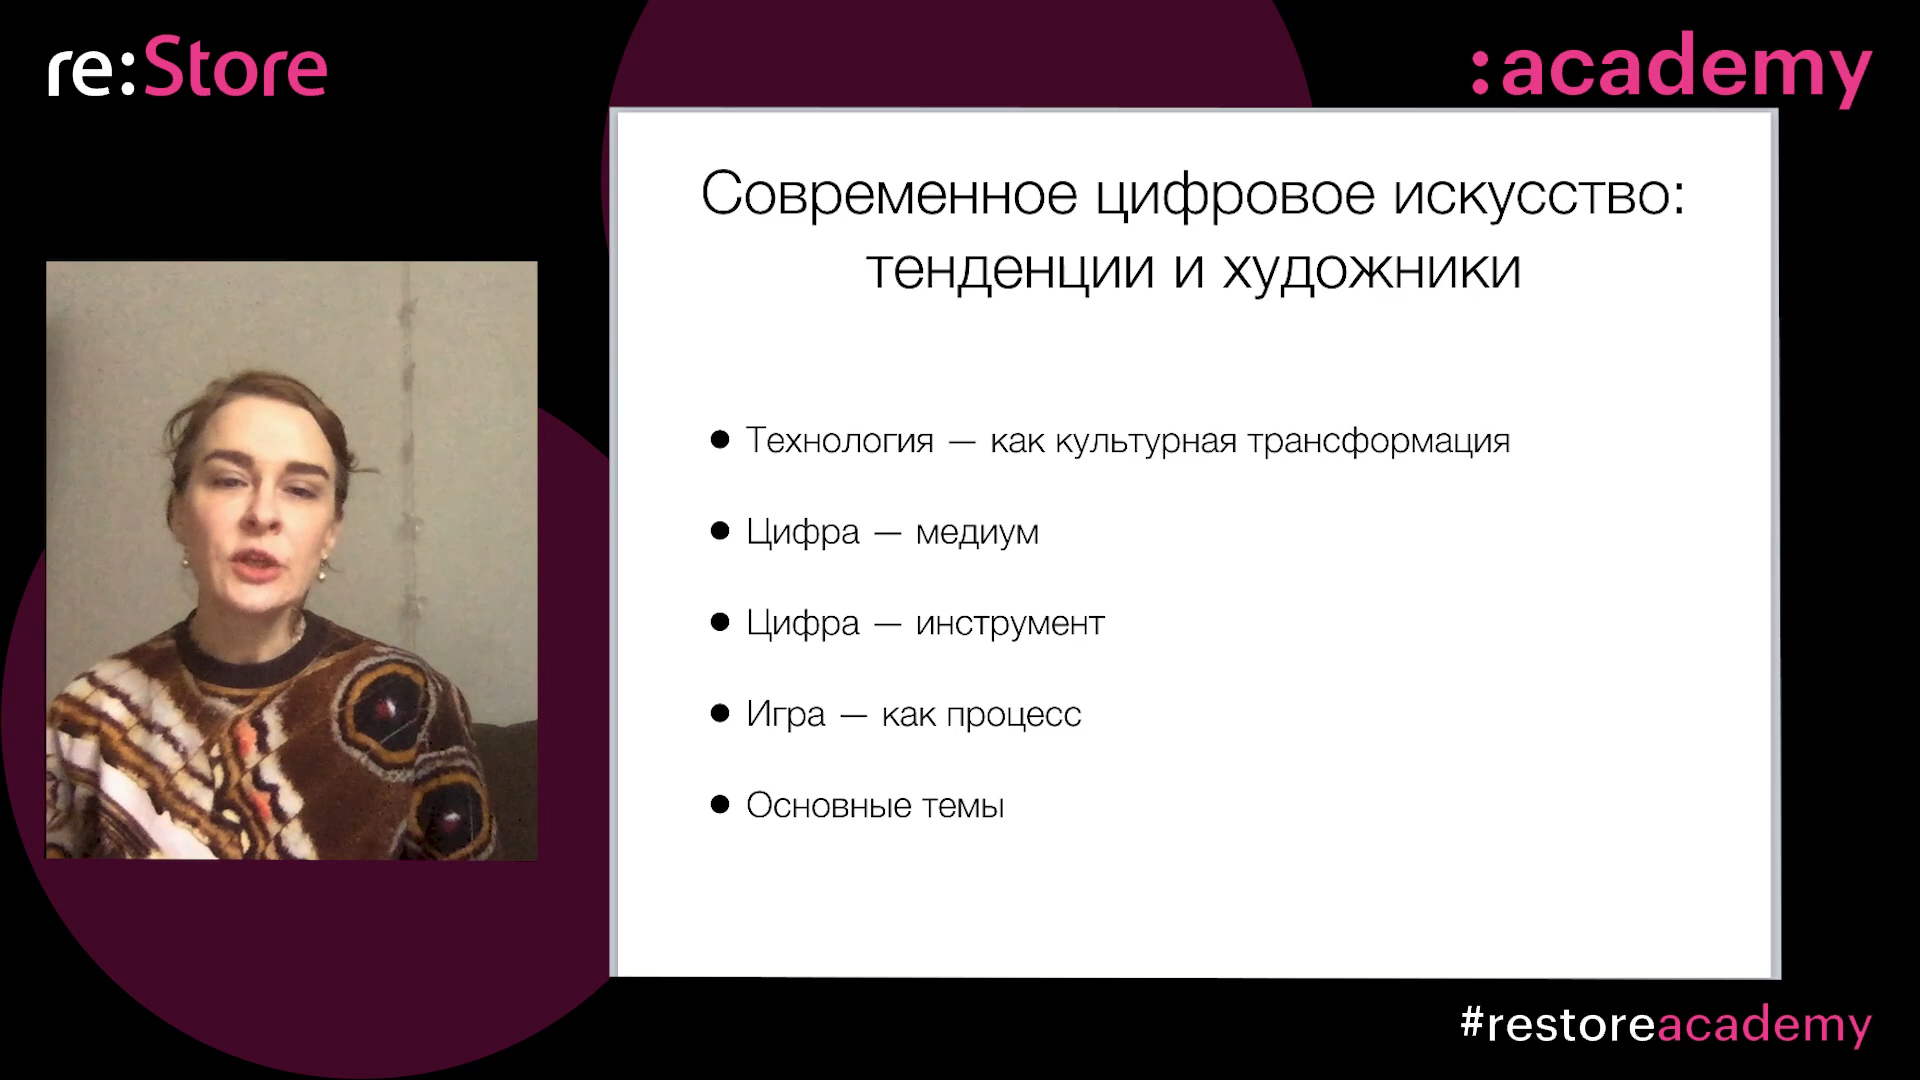 re:Store
:academy
Современное цифровое искусство:
тенденции и художники
● Технология — как культурная трансформация
● Цифра — медиум
● Цифра — инструмент
● Игра — как процесс
● Основные темы
#restoreacademy